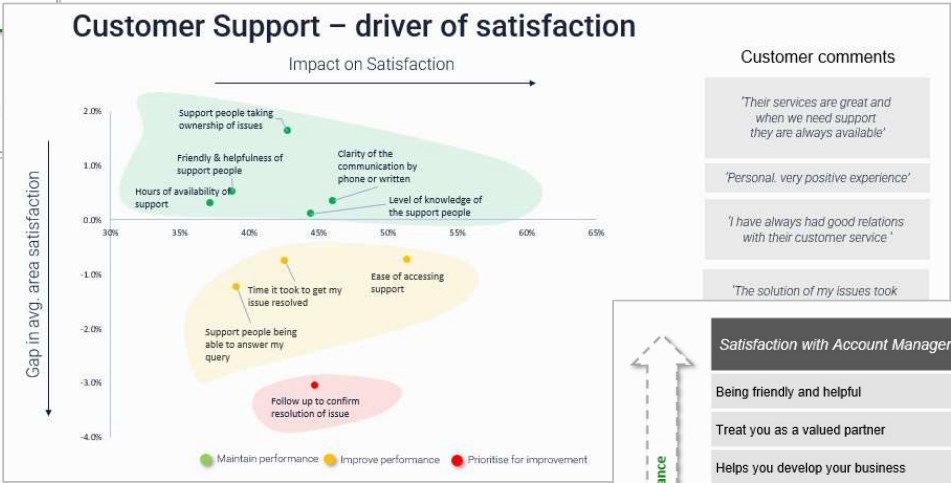 Customer Support – driver of satisfaction
Impact on Satisfaction
Gap in avg. area satisfaction
2.0%
1.0%
0.0%
-1.0%
-2.0%
-3.0%
-4.0%
30%
35%
40%
45%
50%
55%
60%
65%
Support people taking
ownership of issues
Friendly & helpfulness of
support people
Hours of availability of
support
Clarity of the
communication by
phone or written
Level of knowledge of
the support people
Time it took to get my
issue resolved
Ease of accessing
support
Support people being
able to answer my
query
Follow up to confirm
resolution of issue
Maintain performance
Improve performance
Prioritise for improvement
Customer comments
'Their services are great and
when we need support
they are always available'
'Personal. very positive experience'
'I have always had good relations
with their customer service '
'The solution of my issues took
Satisfaction with Account Manager
Being friendly and helpful
Treat you as a valued partner
Helps you develop your business